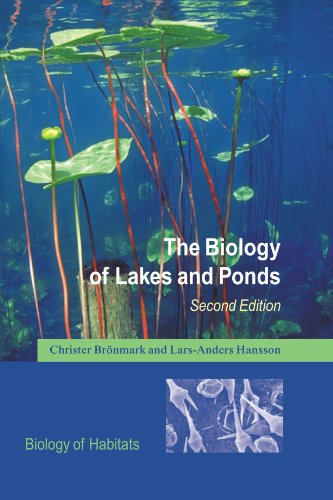 The Biology
of Lakes and Ponds
Second Edition
Christer Brönmark and Lars-Anders Hansson
Biology of Habitats